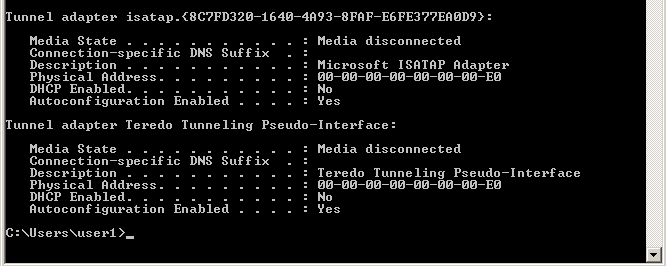 Tunnel adapter isatap.{8C7FD320-1640-4A93-8FAF-E6FE377EA0D9}:
Media State . . . . . . . . . . . : Media disconnected
Connection-specific DNS Suffix  . :
Description . . . . . . . . . . . : Microsoft ISATAP Adapter
Physical Address. . . . . . . . . : 00-00-00-00-00-00-00-E0
DHCP Enabled. . . . . . . . . . . : No
Autoconfiguration Enabled . . . . : Yes
Tunnel adapter Teredo Tunneling Pseudo-Interface:
Media State . . . . . . . . . . . : Media disconnected
Connection-specific DNS Suffix  . :
Description . . . . . . . . . . . : Teredo Tunneling Pseudo-Interface
Physical Address. . . . . . . . . : 00-00-00-00-00-00-00-E0
DHCP Enabled. . . . . . . . . . . : No
Autoconfiguration Enabled . . . . : Yes
C:\Users\user1>_